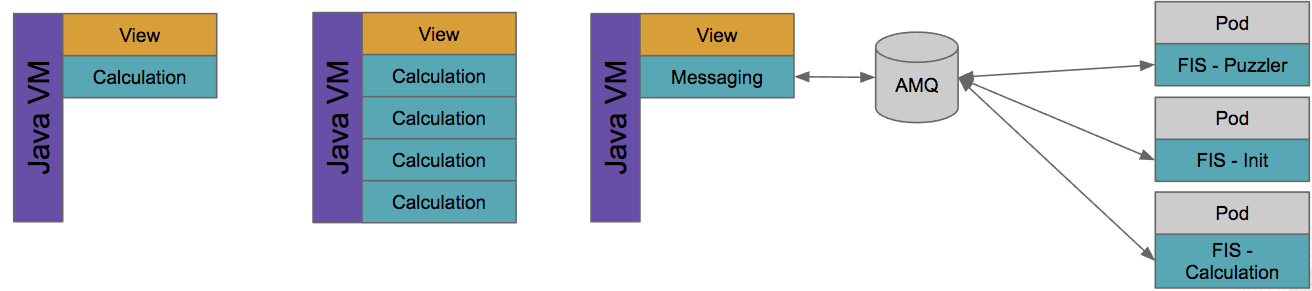 Java VM
View
Calculation
Java VM
View
Calculation
Calculation
Calculation
Calculation
Java VM
View
Messaging
AMQ
Pod
FIS - Puzzler
Pod
FIS - Init
Pod
FIS -
Calculation